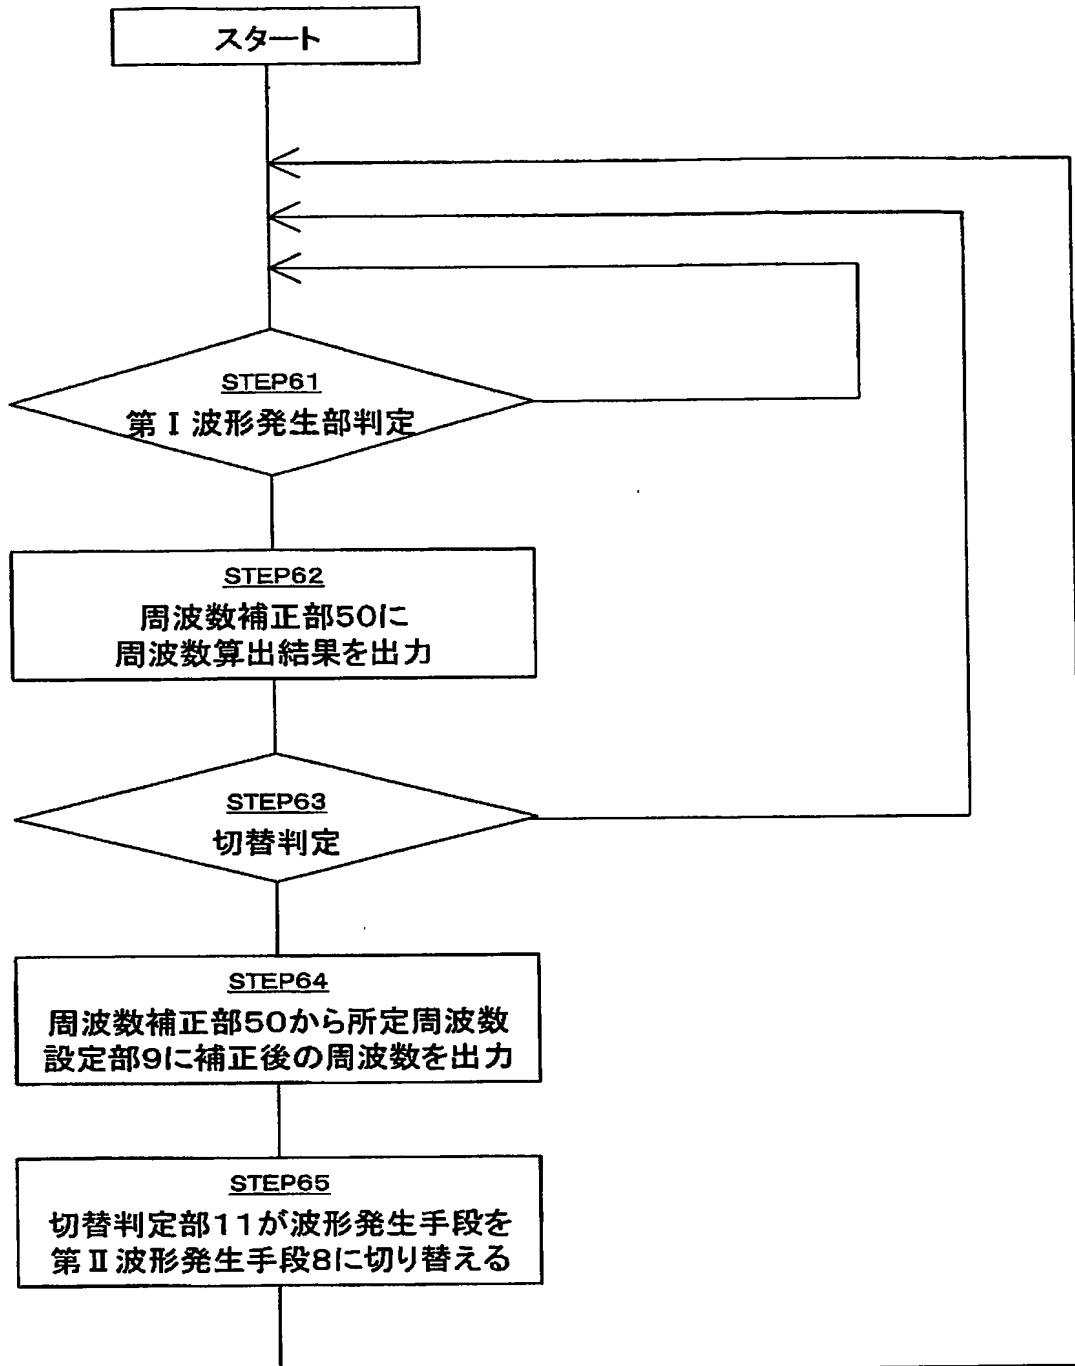 スタート
STEP61
第Ⅰ波形発生部判定
STEP62
周波数補正部50に
周波数算出結果を出力
STEP63
切替判定
STEP64
周波数補正部50から所定周波数
設定部9に補正後の周波数を出力
STEP65
切替判定部11が波形発生手段を
第Ⅱ波形発生手段8に切り替える